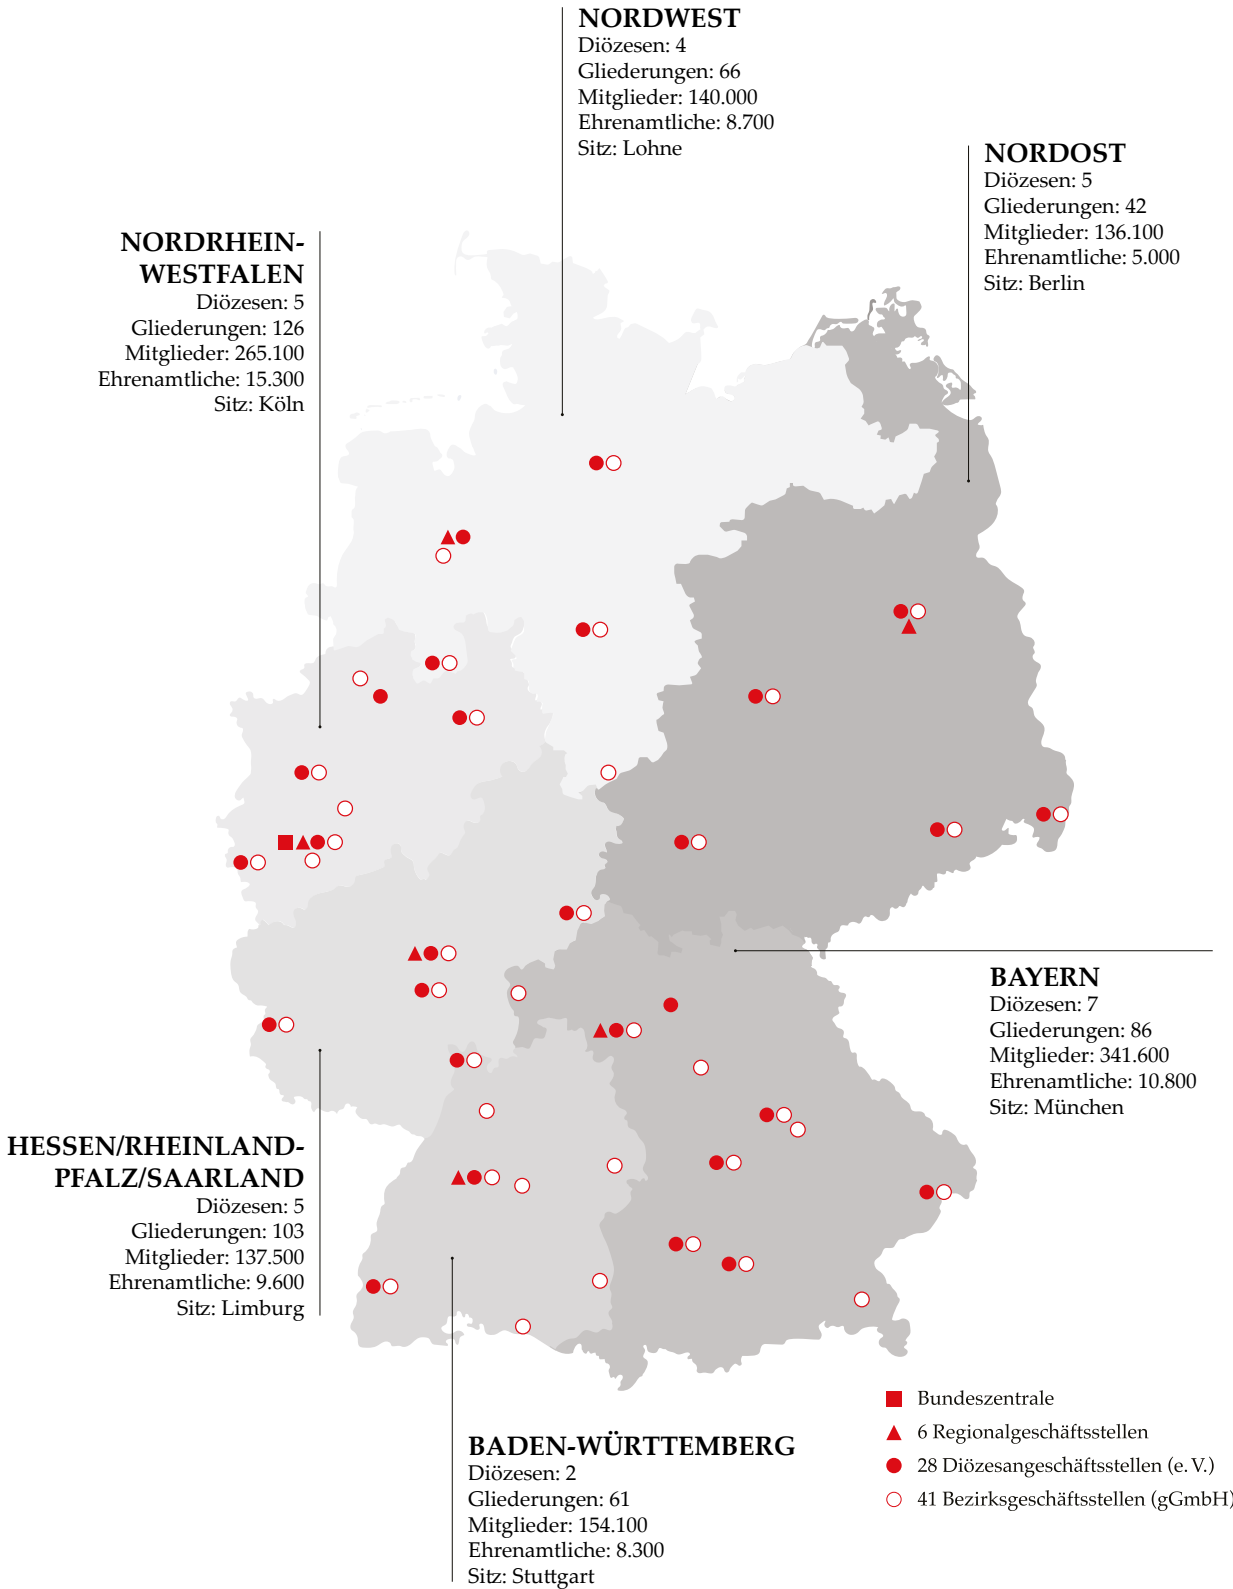 NORDWEST
Diözesen: 4
Gliederungen: 66
Mitglieder: 140.000
Ehrenamtliche: 8.700
Sitz: Lohne
NORDOST
Diözesen: 5
Gliederungen: 42
Mitglieder: 136.100
Ehrenamtliche: 5.000
Sitz: Berlin
NORDRHEIN-
WESTFALEN
Diözesen: 5
Gliederungen: 126
Mitglieder: 265.100
Ehrenamtliche: 15.300
Sitz: Köln
BAYERN
Diözesen: 7
Gliederungen: 86
Mitglieder: 341.600
Ehrenamtliche: 10.800
Sitz: München
HESSEN/RHEINLAND-
PFALZ/SAARLAND
Diözesen: 5
Gliederungen: 103
Mitglieder: 137.500
Ehrenamtliche: 9.600
Sitz: Limburg
BADEN-WÜRTTEMBERG
Diözesen: 2
Gliederungen: 61
Mitglieder: 154.100
Ehrenamtliche: 8.300
Sitz: Stuttgart
Bundeszentrale
6 Regionalgeschäftsstellen
28 Diözesangeschäftsstellen (e. V.)
41 Bezirksgeschäftsstellen (gGmbH)